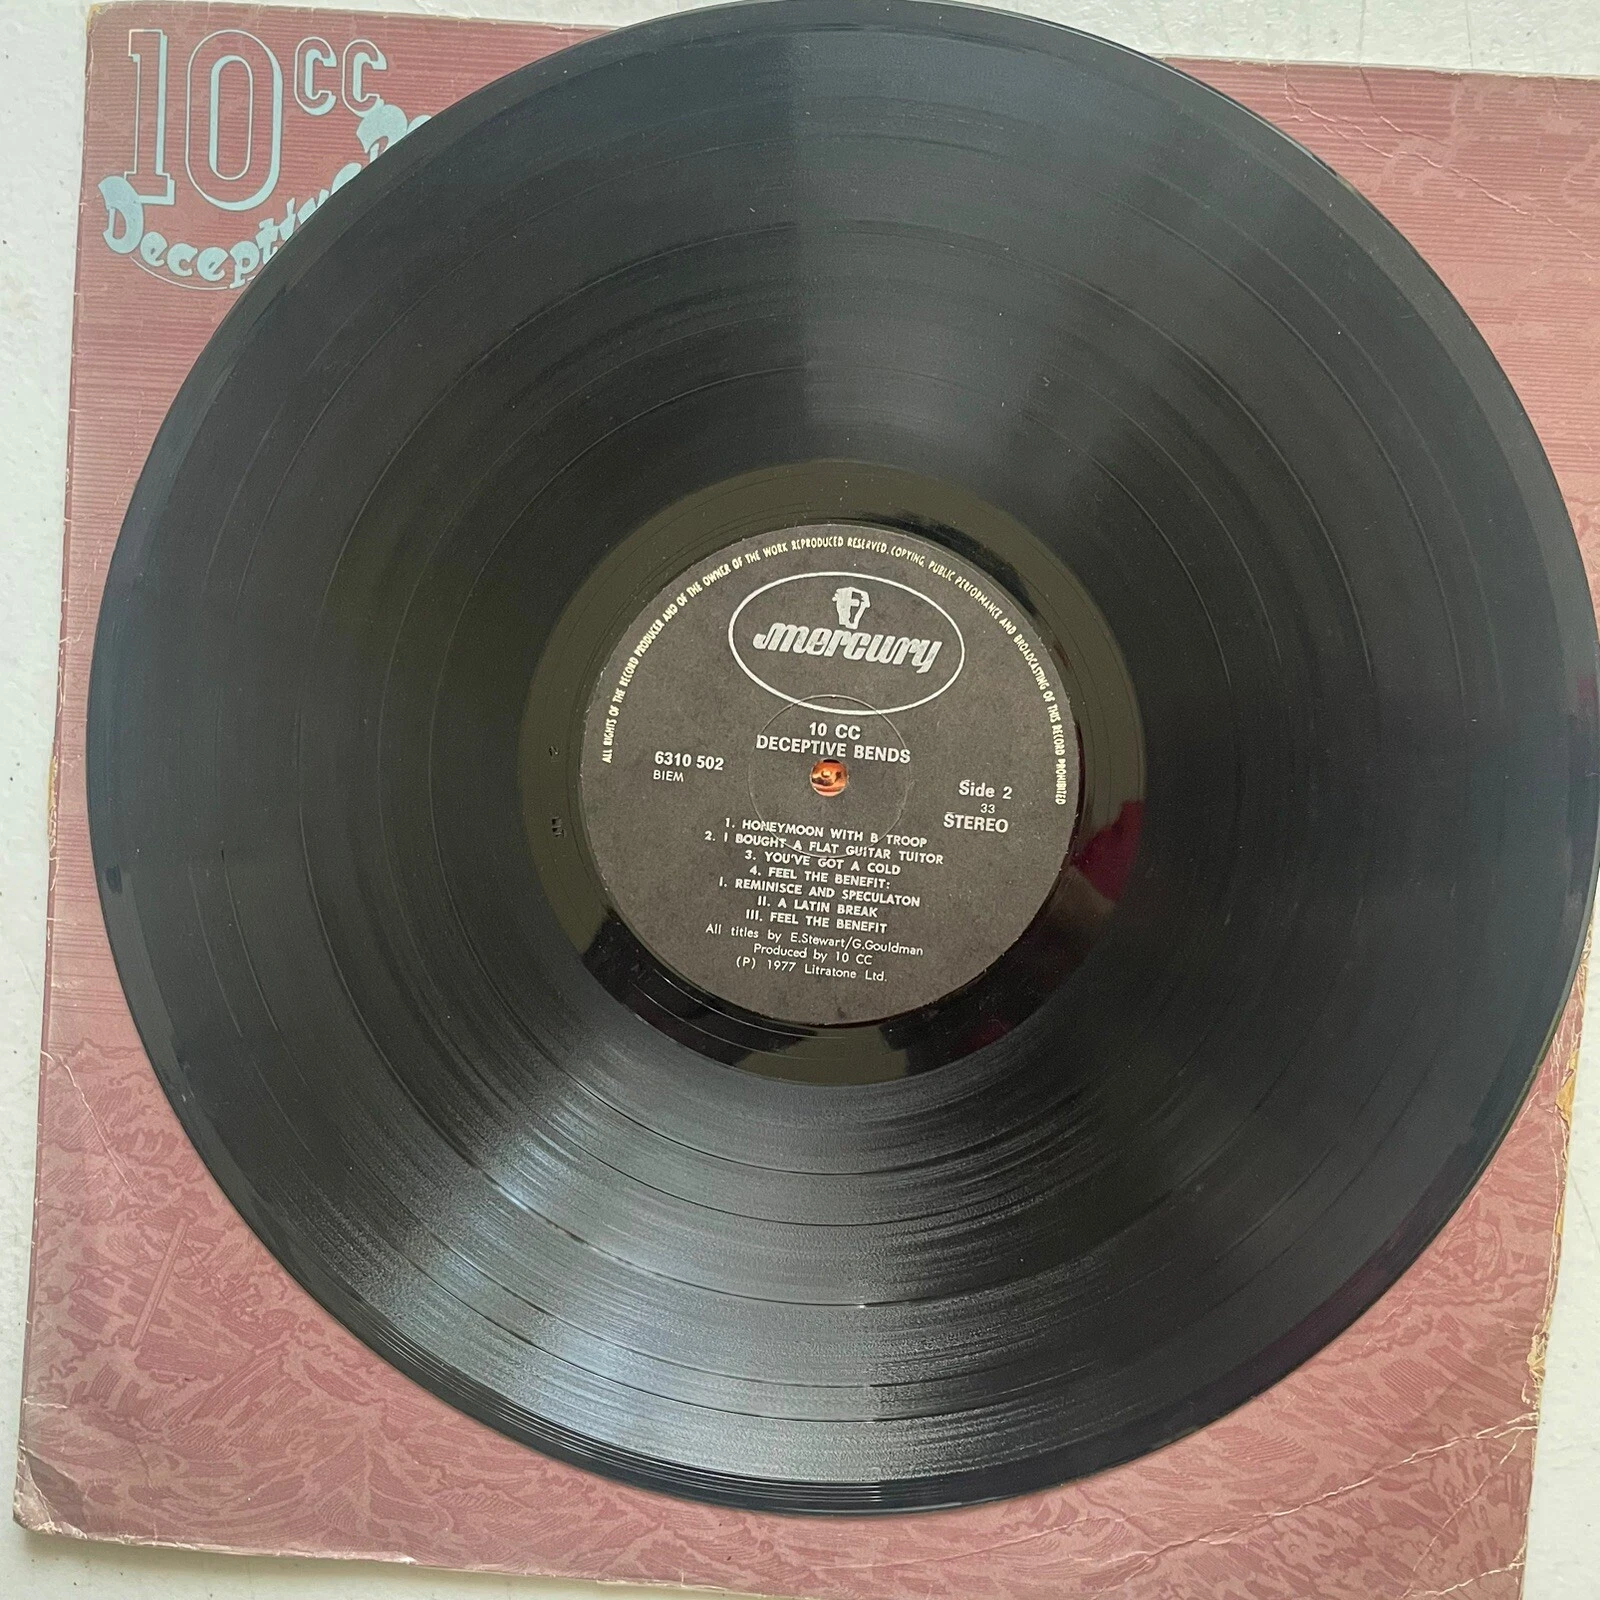 10cc
Deceptive
ALL RIGHTS OF THE RECORD PRODUCER AND OF THE OWNER OF THE WORK REPRODUCED RESERVED. COPYING, PUBLIC PERFORMANCE AND BROADCASTING OF THIS RECORD PROHIBITED
mercury
10 CC
DECEPTIVE BENDS
6310 502
BIEM
Side 2
33
STEREO
1. HONEYMOON WITH B TROOP
2. I BOUGHT A FLAT GUITAR TUITOR
3. YOU'VE GOT A COLD
4. FEEL THE BENEFIT:
I. REMINISCE AND SPECULATON
II. A LATIN BREAK
III. FEEL THE BENEFIT
All titles by E.Stewart/G.Gouldman
Produced by 10 CC
(P) 1977 Litratone Ltd.